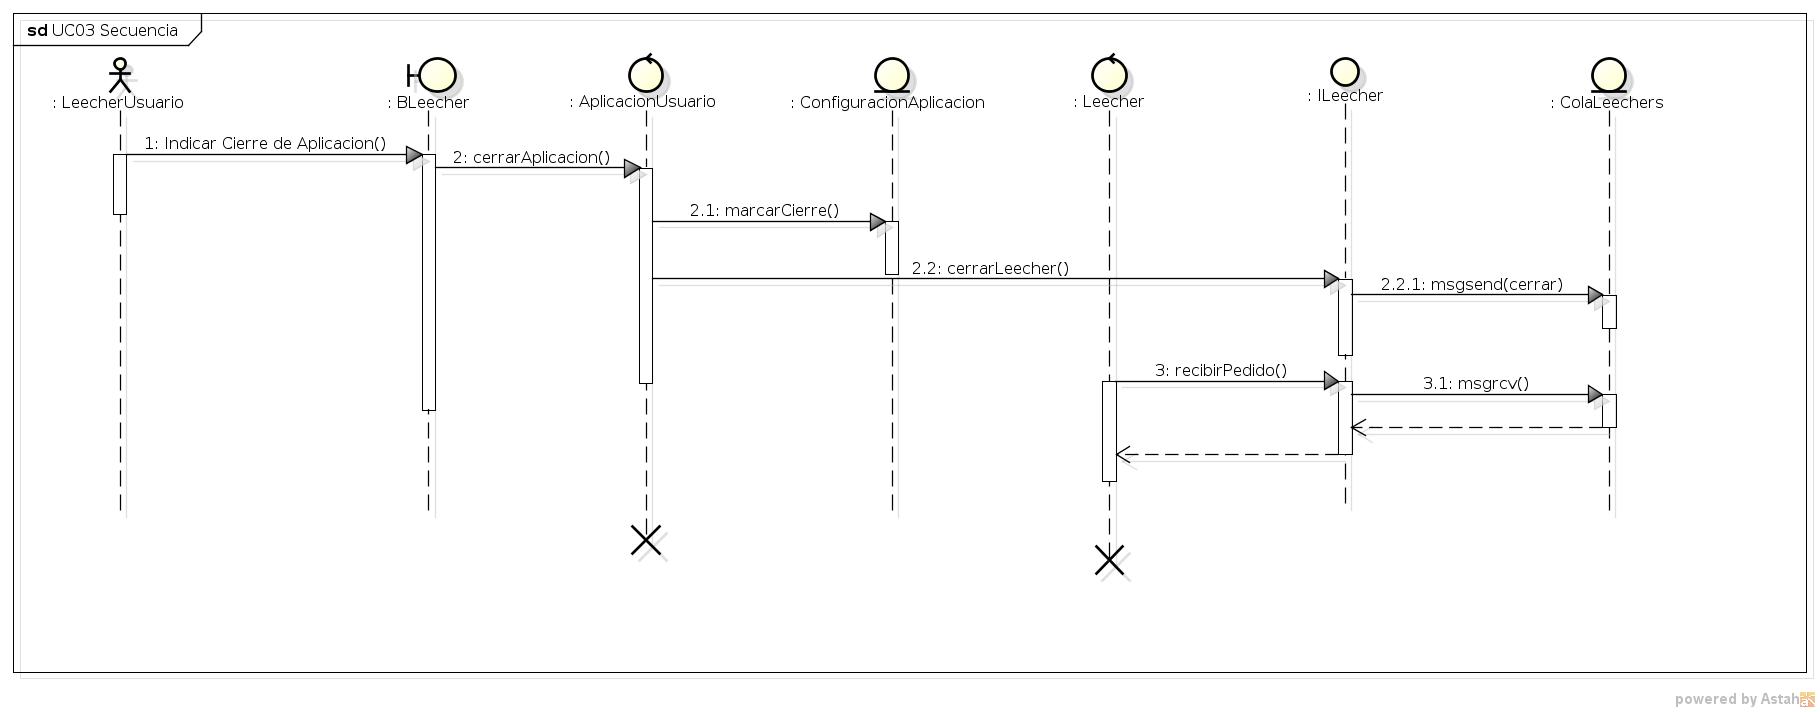 sd UC03 Secuencia
: LeecherUsuario
: BLeecher
: AplicacionUsuario
: ConfiguracionAplicacion
: Leecher
: ILeecher
: ColaLeechers
1: Indicar Cierre de Aplicacion()
2: cerrarAplicacion()
2.1: marcarCierre()
2.2: cerrarLeecher()
2.2.1: msgsend(cerrar)
3: recibirPedido()
3.1: msgrcv()
powered by Astah